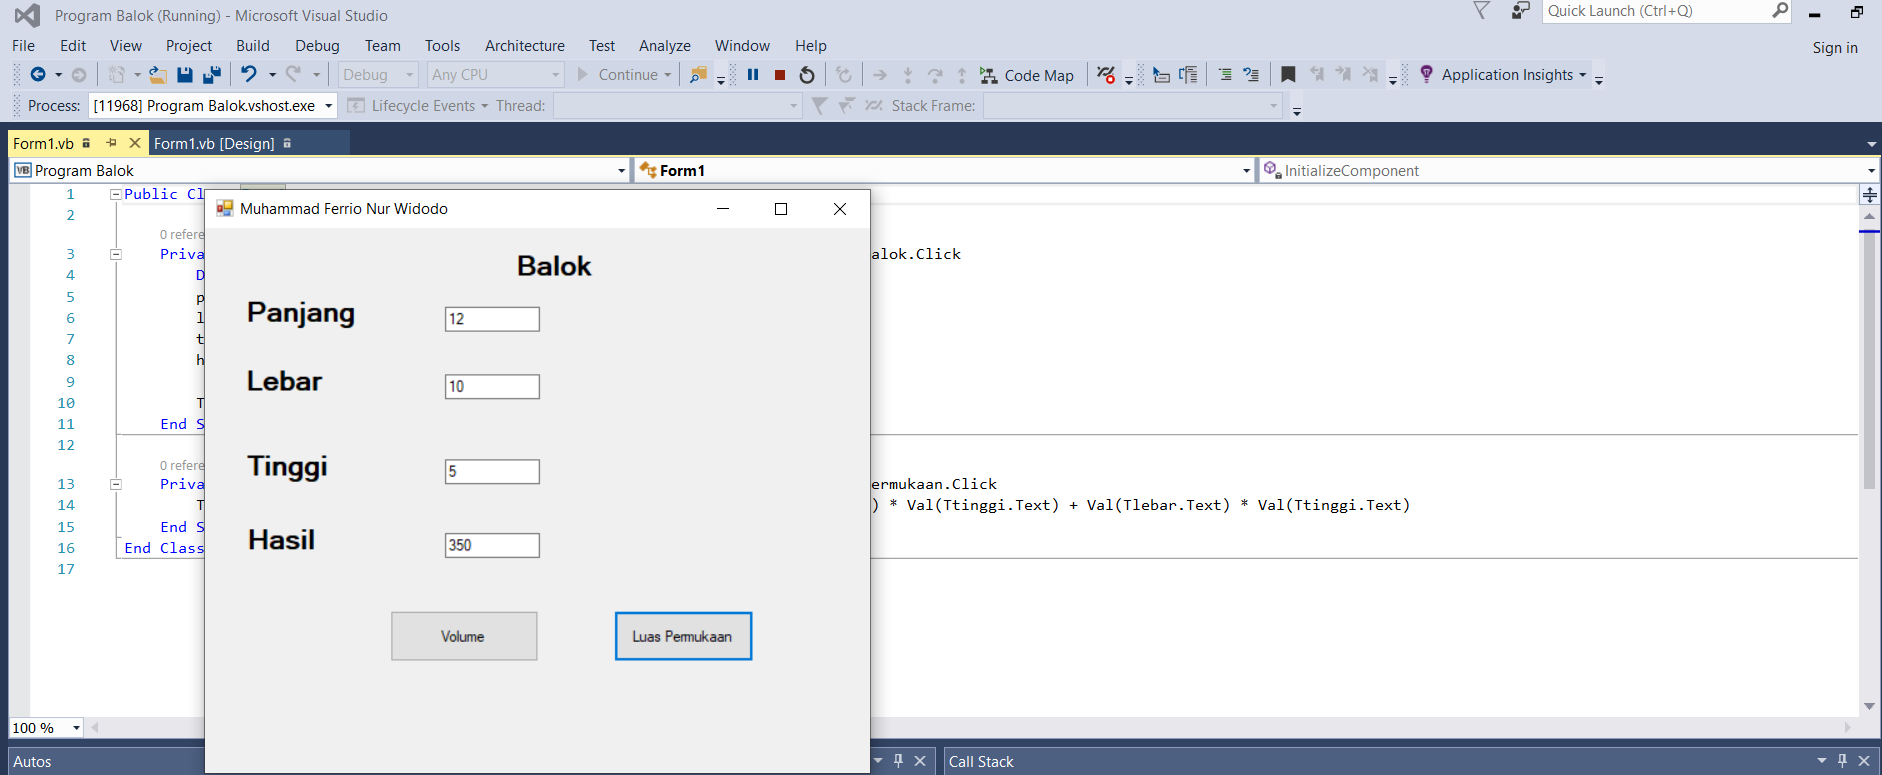 Program Balok (Running) - Microsoft Visual Studio
Quick Launch (Ctrl+Q)
File Edit View Project Build Debug Team Tools Architecture Test Analyze Window Help
Sign in
Debug Any CPU Continue Code Map Application Insights
Process: [11968] Program Balok.vshost.exe Lifecycle Events Thread: Stack Frame:
Form1.vb Form1.vb [Design]
Program Balok Form1 InitializeComponent
1 Public Cl
Muhammad Ferrio Nur Widodo
2
0 refere
3 Priva alok.Click
Balok
4 D
5 p
Panjang 12
6 l
7 t
8 h
9
Lebar 10
10 T
11 End S
12
0 refere
Tinggi 5
13 Priva ermukaan.Click
14 T ) * Val(Ttinggi.Text) + Val(Tlebar.Text) * Val(Ttinggi.Text)
15 End S
16 End Class
Hasil 350
17
Volume Luas Permukaan
100 %
Autos Call Stack